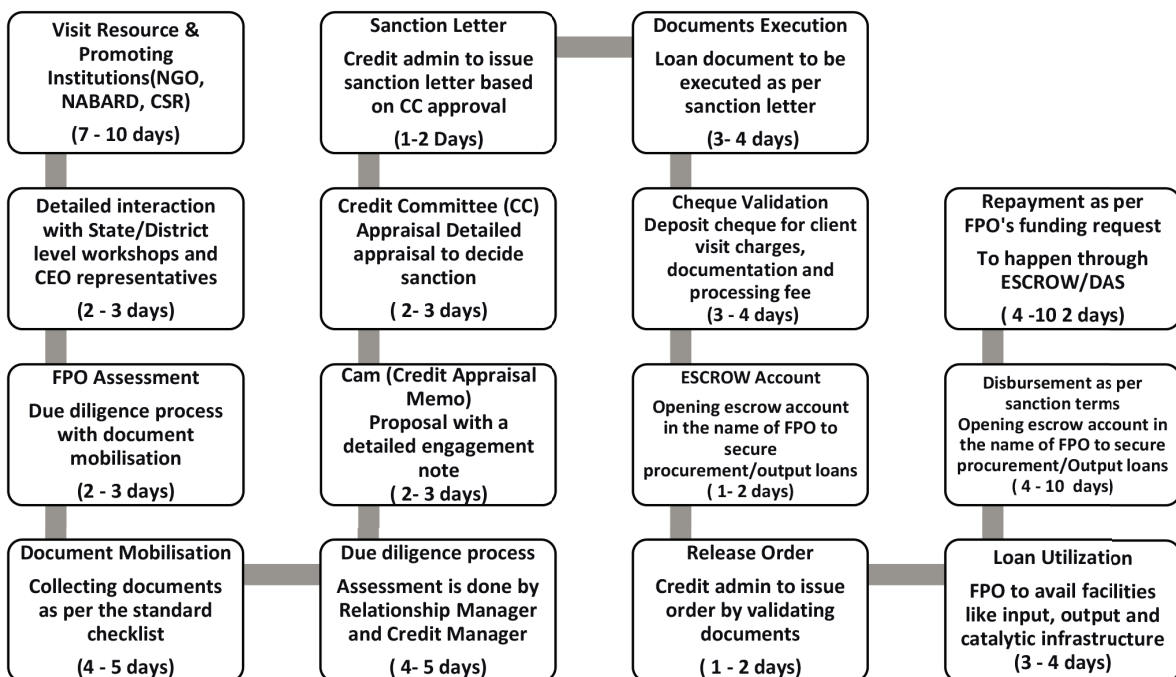 Visit Resource &
Promoting
Institutions(NGO,
NABARD, CSR)
(7 - 10 days)
Detailed interaction
with State/District
level workshops and
CEO representatives
(2 - 3 days)
FPO Assessment
Due diligence process
with document
mobilisation
(2 - 3 days)
Document Mobilisation
Collecting documents
as per the standard
checklist
(4 - 5 days)
Due diligence process
Assessment is done by
Relationship Manager
and Credit Manager
(4- 5 days)
Cam (Credit Appraisal
Memo)
Proposal with a
detailed engagement
note
(2- 3 days)
Credit Committee (CC)
Appraisal Detailed
appraisal to decide
sanction
( 2- 3 days)
Sanction Letter
Credit admin to issue
sanction letter based
on CC approval
(1-2 Days)
Documents Execution
Loan document to be
executed as per
sanction letter
(3- 4 days)
Cheque Validation
Deposit cheque for client
visit charges,
documentation and
processing fee
(3 - 4 days)
ESCROW Account
Opening escrow account
in the name of FPO to
secure
procurement/output loans
( 1- 2 days)
Release Order
Credit admin to issue
order by validating
documents
( 1 - 2 days)
Loan Utilization
FPO to avail facilities
like input, output and
catalytic infrastructure
(3 - 4 days)
Disbursement as per
sanction terms
Opening escrow account in
the name of FPO to secure
procurement/Output loans
( 4 - 10 days)
Repayment as per
FPO's funding request
To happen through
ESCROW/DAS
( 4 -10 2 days)